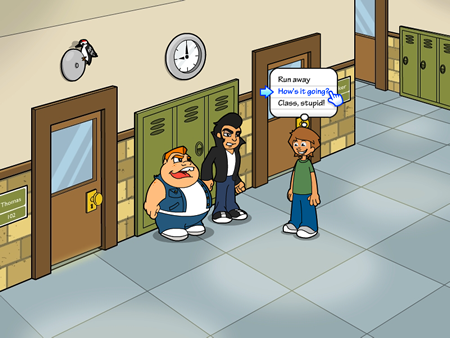 Run away
How's it going?
Class, stupid!
Thomas
102